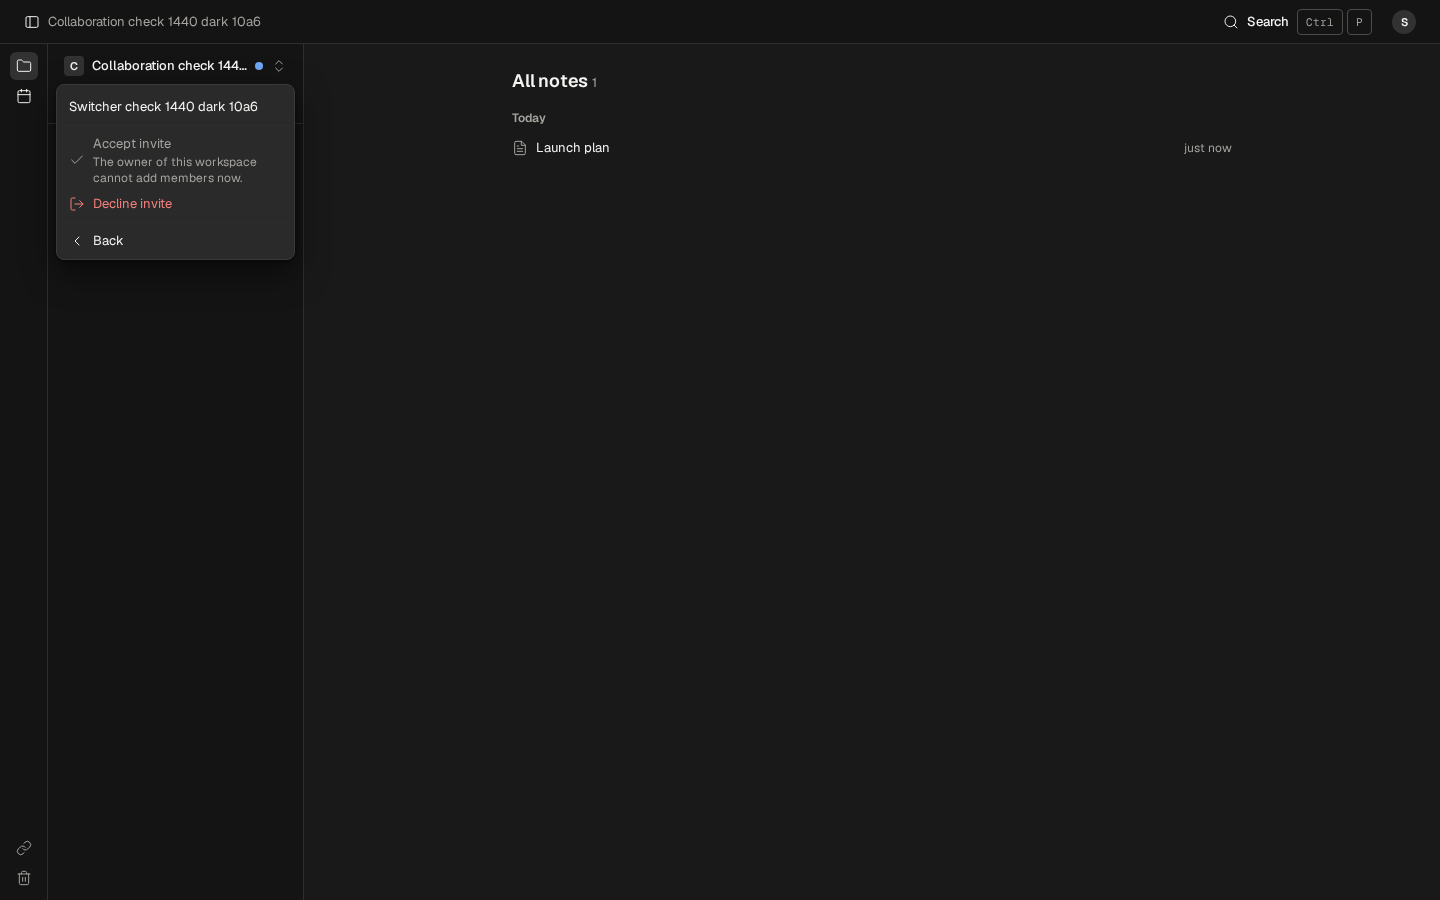 Collaboration check 1440 dark 10a6
Search Ctrl P S
C Collaboration check 144...
Switcher check 1440 dark 10a6
Accept invite
The owner of this workspace
cannot add members now.
Decline invite
Back
All notes 1
Today
Launch plan just now